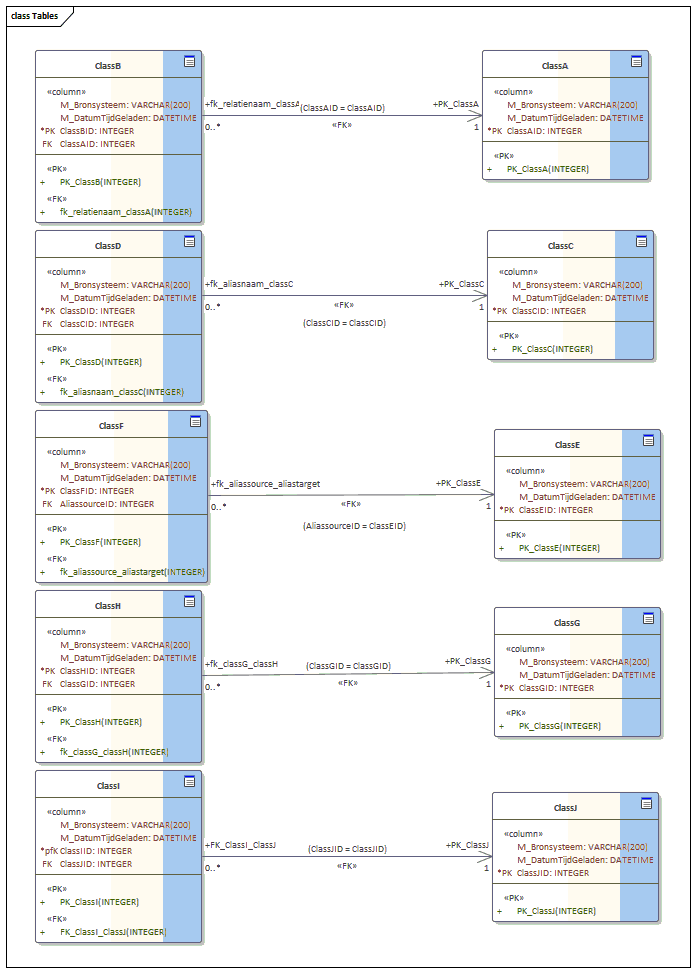 class Tables
ClassB
«column»
M_Bronsysteem: VARCHAR(200)
M_DatumTijdGeladen: DATETIME
*PK ClassBID: INTEGER
FK ClassAID: INTEGER
«PK»
+ PK_ClassB(INTEGER)
«FK»
+ fk_relatienaam_classA(INTEGER)
+fk_relatienaam_classA
(ClassAID = ClassAID)
+PK_ClassA
0..*
«FK»
1
ClassA
«column»
M_Bronsysteem: VARCHAR(200)
M_DatumTijdGeladen: DATETIME
*PK ClassAID: INTEGER
«PK»
+ PK_ClassA(INTEGER)
ClassD
«column»
M_Bronsysteem: VARCHAR(200)
M_DatumTijdGeladen: DATETIME
*PK ClassDID: INTEGER
FK ClassCID: INTEGER
«PK»
+ PK_ClassD(INTEGER)
«FK»
+ fk_aliasnaam_classC(INTEGER)
+fk_aliasnaam_classC
+PK_ClassC
0..*
«FK»
1
(ClassCID = ClassCID)
ClassC
«column»
M_Bronsysteem: VARCHAR(200)
M_DatumTijdGeladen: DATETIME
*PK ClassCID: INTEGER
«PK»
+ PK_ClassC(INTEGER)
ClassF
«column»
M_Bronsysteem: VARCHAR(200)
M_DatumTijdGeladen: DATETIME
*PK ClassFID: INTEGER
FK AliassourceID: INTEGER
«PK»
+ PK_ClassF(INTEGER)
«FK»
+ fk_aliassource_aliastarget(INTEGER)
+fk_aliassource_aliastarget
+PK_ClassE
0..*
«FK»
1
(AliassourceID = ClassEID)
ClassE
«column»
M_Bronsysteem: VARCHAR(200)
M_DatumTijdGeladen: DATETIME
*PK ClassEID: INTEGER
«PK»
+ PK_ClassE(INTEGER)
ClassH
«column»
M_Bronsysteem: VARCHAR(200)
M_DatumTijdGeladen: DATETIME
*PK ClassHID: INTEGER
FK ClassGID: INTEGER
«PK»
+ PK_ClassH(INTEGER)
«FK»
+ fk_classG_classH(INTEGER)
+fk_classG_classH
(ClassGID = ClassGID)
+PK_ClassG
0..*
«FK»
1
ClassG
«column»
M_Bronsysteem: VARCHAR(200)
M_DatumTijdGeladen: DATETIME
*PK ClassGID: INTEGER
«PK»
+ PK_ClassG(INTEGER)
ClassI
«column»
M_Bronsysteem: VARCHAR(200)
M_DatumTijdGeladen: DATETIME
*pfK ClassIID: INTEGER
FK ClassJID: INTEGER
«PK»
+ PK_ClassI(INTEGER)
«FK»
+ FK_ClassI_ClassJ(INTEGER)
+FK_ClassI_ClassJ
(ClassJID = ClassJID)
+PK_ClassJ
0..*
«FK»
1
ClassJ
«column»
M_Bronsysteem: VARCHAR(200)
M_DatumTijdGeladen: DATETIME
*PK ClassJID: INTEGER
«PK»
+ PK_ClassJ(INTEGER)